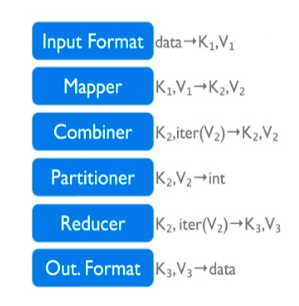 Input Format data→K₁,V₁
Mapper K₁,V₁→K₂,V₂
Combiner K₂,iter(V₂)→K₂,V₂
Partitioner K₂,V₂→int
Reducer K₂, iter(V₂)→K₃,V₃
Out. Format K₃,V₃→data